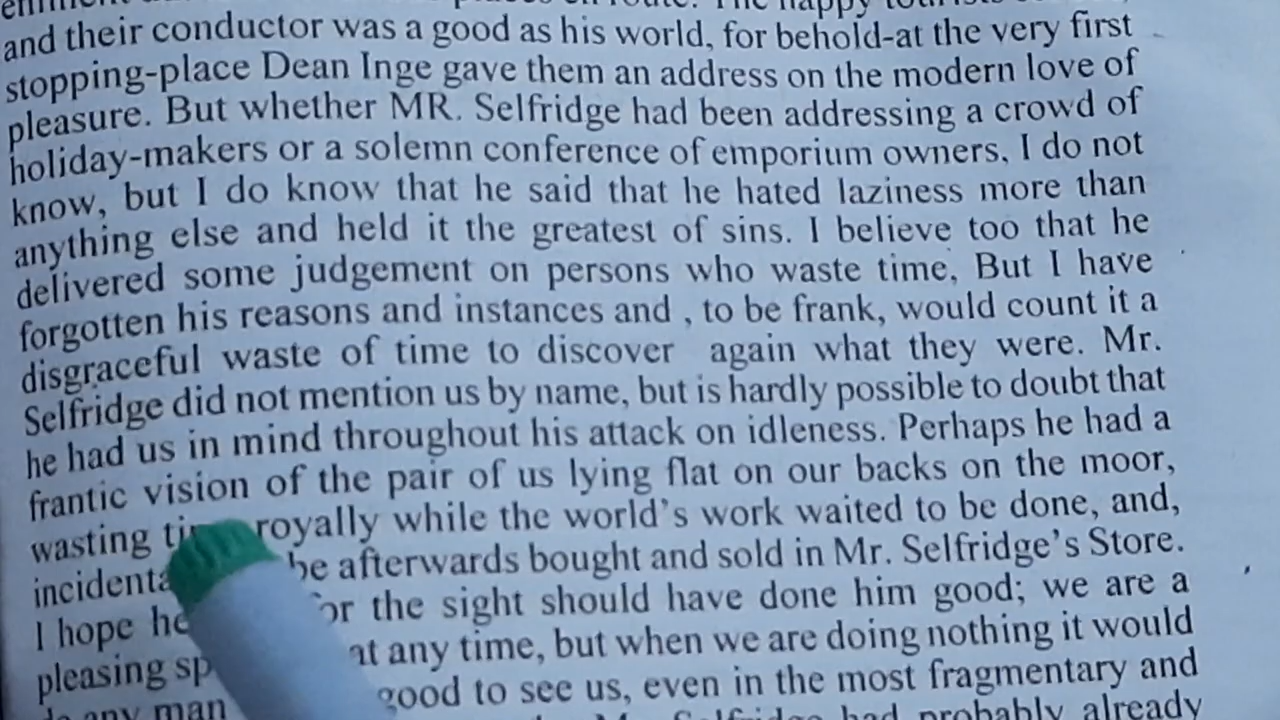 and their conductor was a good as his world, for behold-at the very first
stopping-place Dean Inge gave them an address on the modern love of
pleasure. But whether MR. Selfridge had been addressing a crowd of
holiday-makers or a solemn conference of emporium owners, I do not
know, but I do know that he said that he hated laziness more than
anything else and held it the greatest of sins. I believe too that he
delivered some judgement on persons who waste time, But I have
forgotten his reasons and instances and , to be frank, would count it a
disgraceful waste of time to discover again what they were. Mr.
Selfridge did not mention us by name, but is hardly possible to doubt that
he had us in mind throughout his attack on idleness. Perhaps he had a
frantic vision of the pair of us lying flat on our backs on the moor,
wasting royally while the world's work waited to be done, and,
be afterwards bought and sold in Mr. Selfridge's Store.
I hope the sight should have done him good; we are a
pleasing at any time, but when we are doing nothing it would
any man good to see us, even in the most fragmentary and
had probably already